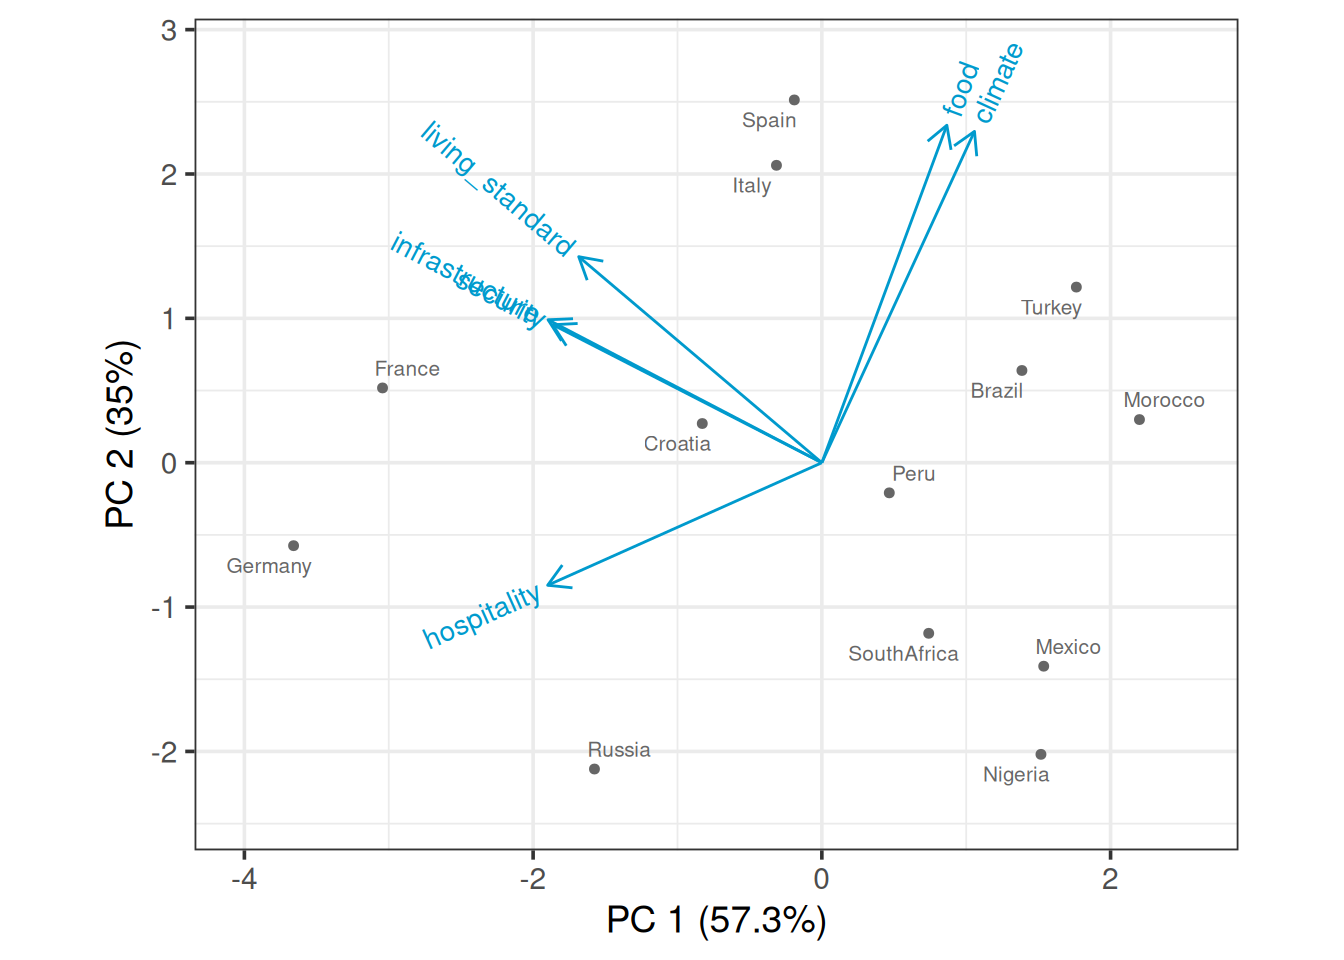 3
food
climate
Spain
living_standard
2
Italy
infrastructure
security
Turkey
1
France
Brazil
Morocco
Croatia
PC 2 (35%)
0
Peru
Germany
-1
hospitality
SouthAfrica
Mexico
Russia
-2
Nigeria
-4
-2
0
2
PC 1 (57.3%)